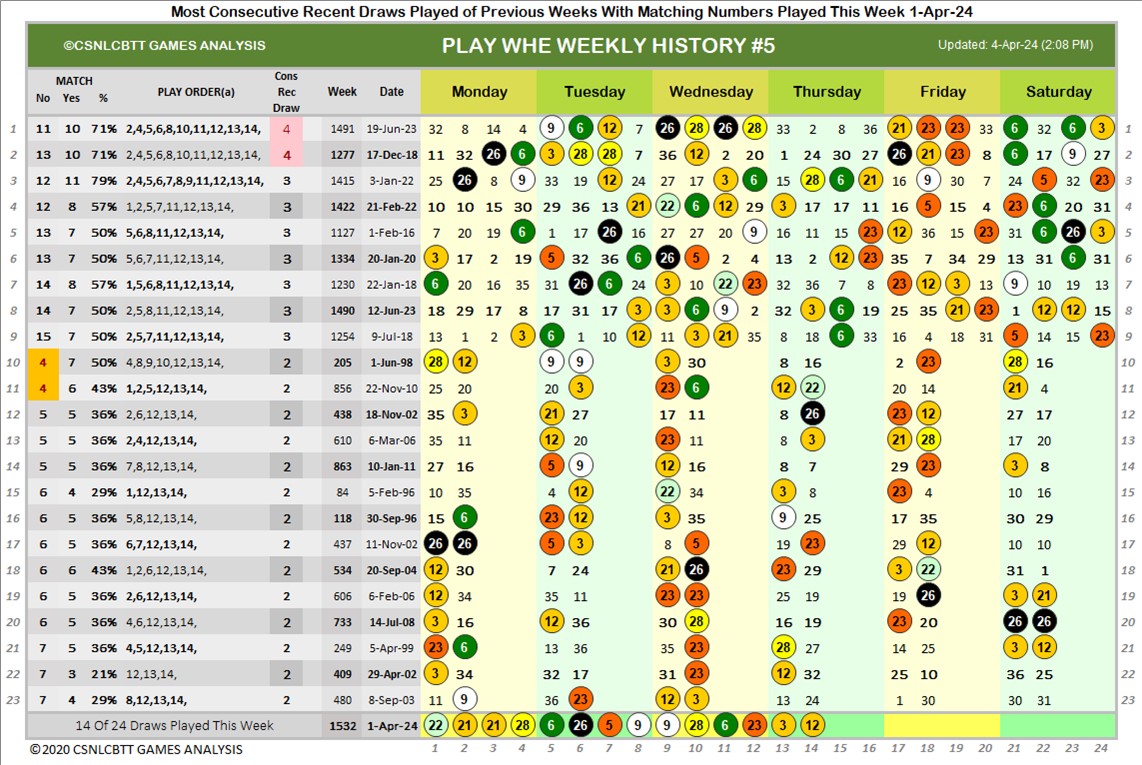 Most Consecutive Recent Draws Played of Previous Weeks With Matching Numbers Played This Week 1-Apr-24
©CSNLCBTT GAMES ANALYSIS PLAY WHE WEEKLY HISTORY #5 Updated: 4-Apr-24 (2:08 PM)
No MATCH Yes % PLAY ORDER(a) Cons Rec Draw Week Date Monday Tuesday Wednesday Thursday Friday Saturday
1 11 10 71% 2,4,5,6,8,10,11,12,13,14, 4 1491 19-Jun-23 32 8 14 4 9 6 12 7 26 28 26 28 33 2 8 36 21 23 23 33 6 32 6 3 1
2 13 10 71% 2,4,5,6,8,10,11,12,13,14, 4 1277 17-Dec-18 11 32 26 6 3 28 28 7 36 12 2 20 1 24 30 27 26 21 23 8 6 17 9 27 2
3 12 11 79% 2,4,5,6,7,8,9,11,12,13,14, 3 1415 3-Jan-22 25 26 8 9 33 19 12 24 27 17 3 6 15 28 6 21 16 9 30 7 24 5 32 23 3
4 12 8 57% 1,2,5,7,11,12,13,14, 3 1422 21-Feb-22 10 10 15 30 29 36 13 21 22 6 12 29 3 17 17 11 16 5 15 4 23 6 20 31 4
5 13 7 50% 5,6,8,11,12,13,14, 3 1127 1-Feb-16 7 20 19 6 1 17 26 16 27 27 20 9 16 11 15 23 12 36 15 23 31 6 26 3 5
6 13 7 50% 5,6,7,11,12,13,14, 3 1334 20-Jan-20 3 17 2 19 5 32 36 6 26 5 2 4 13 2 12 23 35 7 34 29 13 31 6 31 6
7 14 8 57% 1,5,6,8,11,12,13,14, 3 1230 22-Jan-18 6 20 16 35 31 26 6 24 3 10 22 23 32 36 7 8 23 12 3 13 9 10 19 13 7
8 14 7 50% 2,5,8,11,12,13,14, 3 1490 12-Jun-23 18 29 17 8 17 31 17 3 3 6 9 2 32 3 6 19 25 35 21 23 1 12 12 15 8
9 15 7 50% 2,5,7,11,12,13,14, 3 1254 9-Jul-18 13 1 2 3 6 1 10 12 11 3 21 35 8 18 6 33 16 4 18 31 5 14 15 23 9
10 4 7 50% 4,8,9,10,12,13,14, 2 205 1-Jun-98 28 12 9 9 3 30 8 16 2 23 28 16 10
11 4 6 43% 1,2,5,12,13,14, 2 856 22-Nov-10 25 20 20 3 23 6 12 22 20 14 21 4 11
12 5 5 36% 2,6,12,13,14, 2 438 18-Nov-02 35 3 21 27 17 11 8 26 23 12 27 17 12
13 5 5 36% 2,4,12,13,14, 2 610 6-Mar-06 35 11 12 20 23 11 8 3 21 28 17 20 13
14 5 5 36% 7,8,12,13,14, 2 863 10-Jan-11 27 16 5 9 12 16 8 7 29 23 3 8 14
15 6 4 29% 1,12,13,14, 2 84 5-Feb-96 10 35 4 12 22 34 3 8 23 4 10 16 15
16 6 5 36% 5,8,12,13,14, 2 118 30-Sep-96 15 6 23 12 3 35 9 25 17 35 30 29 16
17 6 5 36% 6,7,12,13,14, 2 437 11-Nov-02 26 26 5 3 8 5 19 23 29 12 10 10 17
18 6 6 43% 1,2,6,12,13,14, 2 534 20-Sep-04 12 30 7 24 21 26 23 29 3 22 31 1 18
19 6 5 36% 2,6,12,13,14, 2 606 6-Feb-06 12 34 35 11 23 23 25 19 19 26 3 21 19
20 6 5 36% 4,6,12,13,14, 2 733 14-Jul-08 3 16 12 36 30 28 16 19 23 20 26 26 20
21 7 5 36% 4,5,12,13,14, 2 249 5-Apr-99 23 6 13 36 35 23 28 27 14 25 3 12 21
22 7 3 21% 12,13,14, 2 409 29-Apr-02 3 34 32 17 31 23 12 32 25 10 36 25 22
23 7 4 29% 8,12,13,14, 2 480 8-Sep-03 11 9 36 23 12 3 13 24 1 30 30 31 23
14 Of 24 Draws Played This Week 1532 1-Apr-24 22 21 21 28 6 26 5 9 9 28 6 23 3 12
© 2020 CSNLCBTT GAMES ANALYSIS 1 2 3 4 5 6 7 8 9 10 11 12 13 14 15 16 17 18 19 20 21 22 23 24